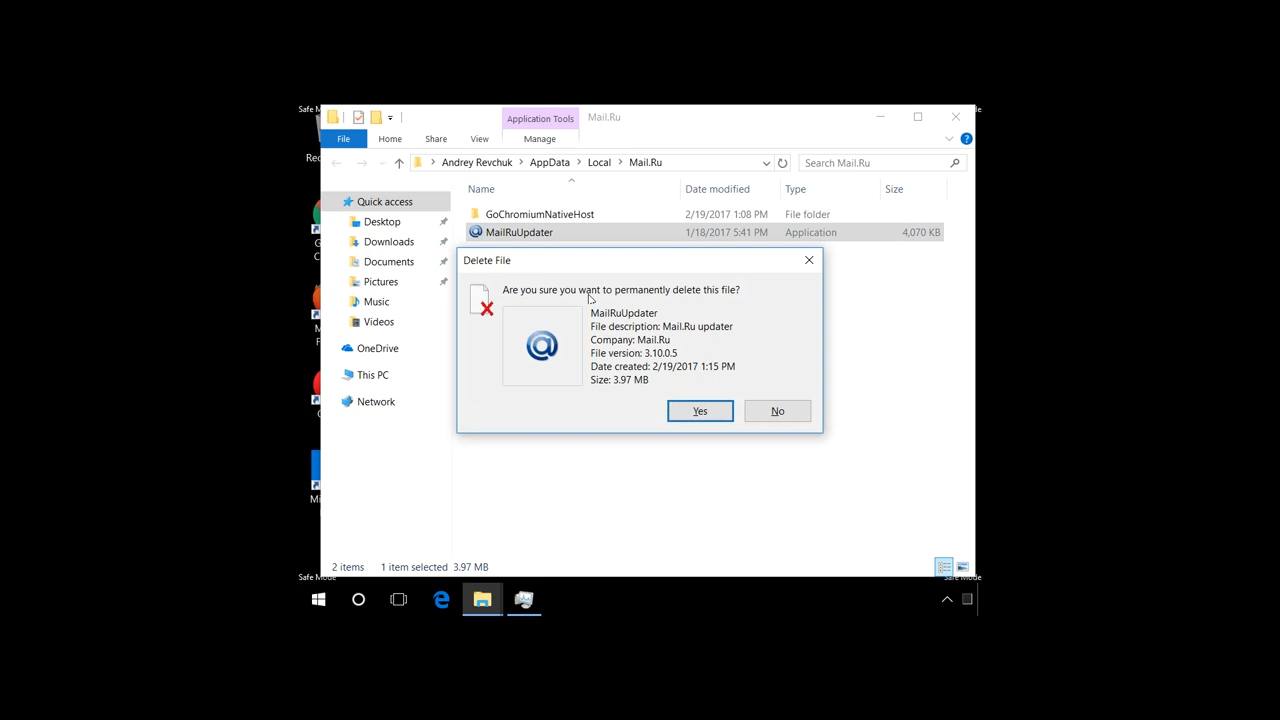 Safe M
le
Application Tools
Mail.Ru
File
Home
Share
View
Manage
Rec
Andrey Revchuk
AppData
Local
Mail.Ru
Search Mail.Ru
Name
Date modified
Type
Size
Quick access
GoChromiumNativeHost
2/19/2017 1:08 PM
File folder
Desktop
MailRuUpdater
1/18/2017 5:41 PM
Application
4,070 KB
G
Downloads
C
Documents
Delete File
Pictures
Are you sure you want to permanently delete this file?
Music
MailRuUpdater
Videos
File description: Mail.Ru updater
M
Company: Mail.Ru
F
OneDrive
File version: 3.10.0.5
Date created: 2/19/2017 1:15 PM
This PC
Size: 3.97 MB
Network
Yes
No
Mi
2 items
1 item selected
3.97 MB
Safe Mode
Safe Mode